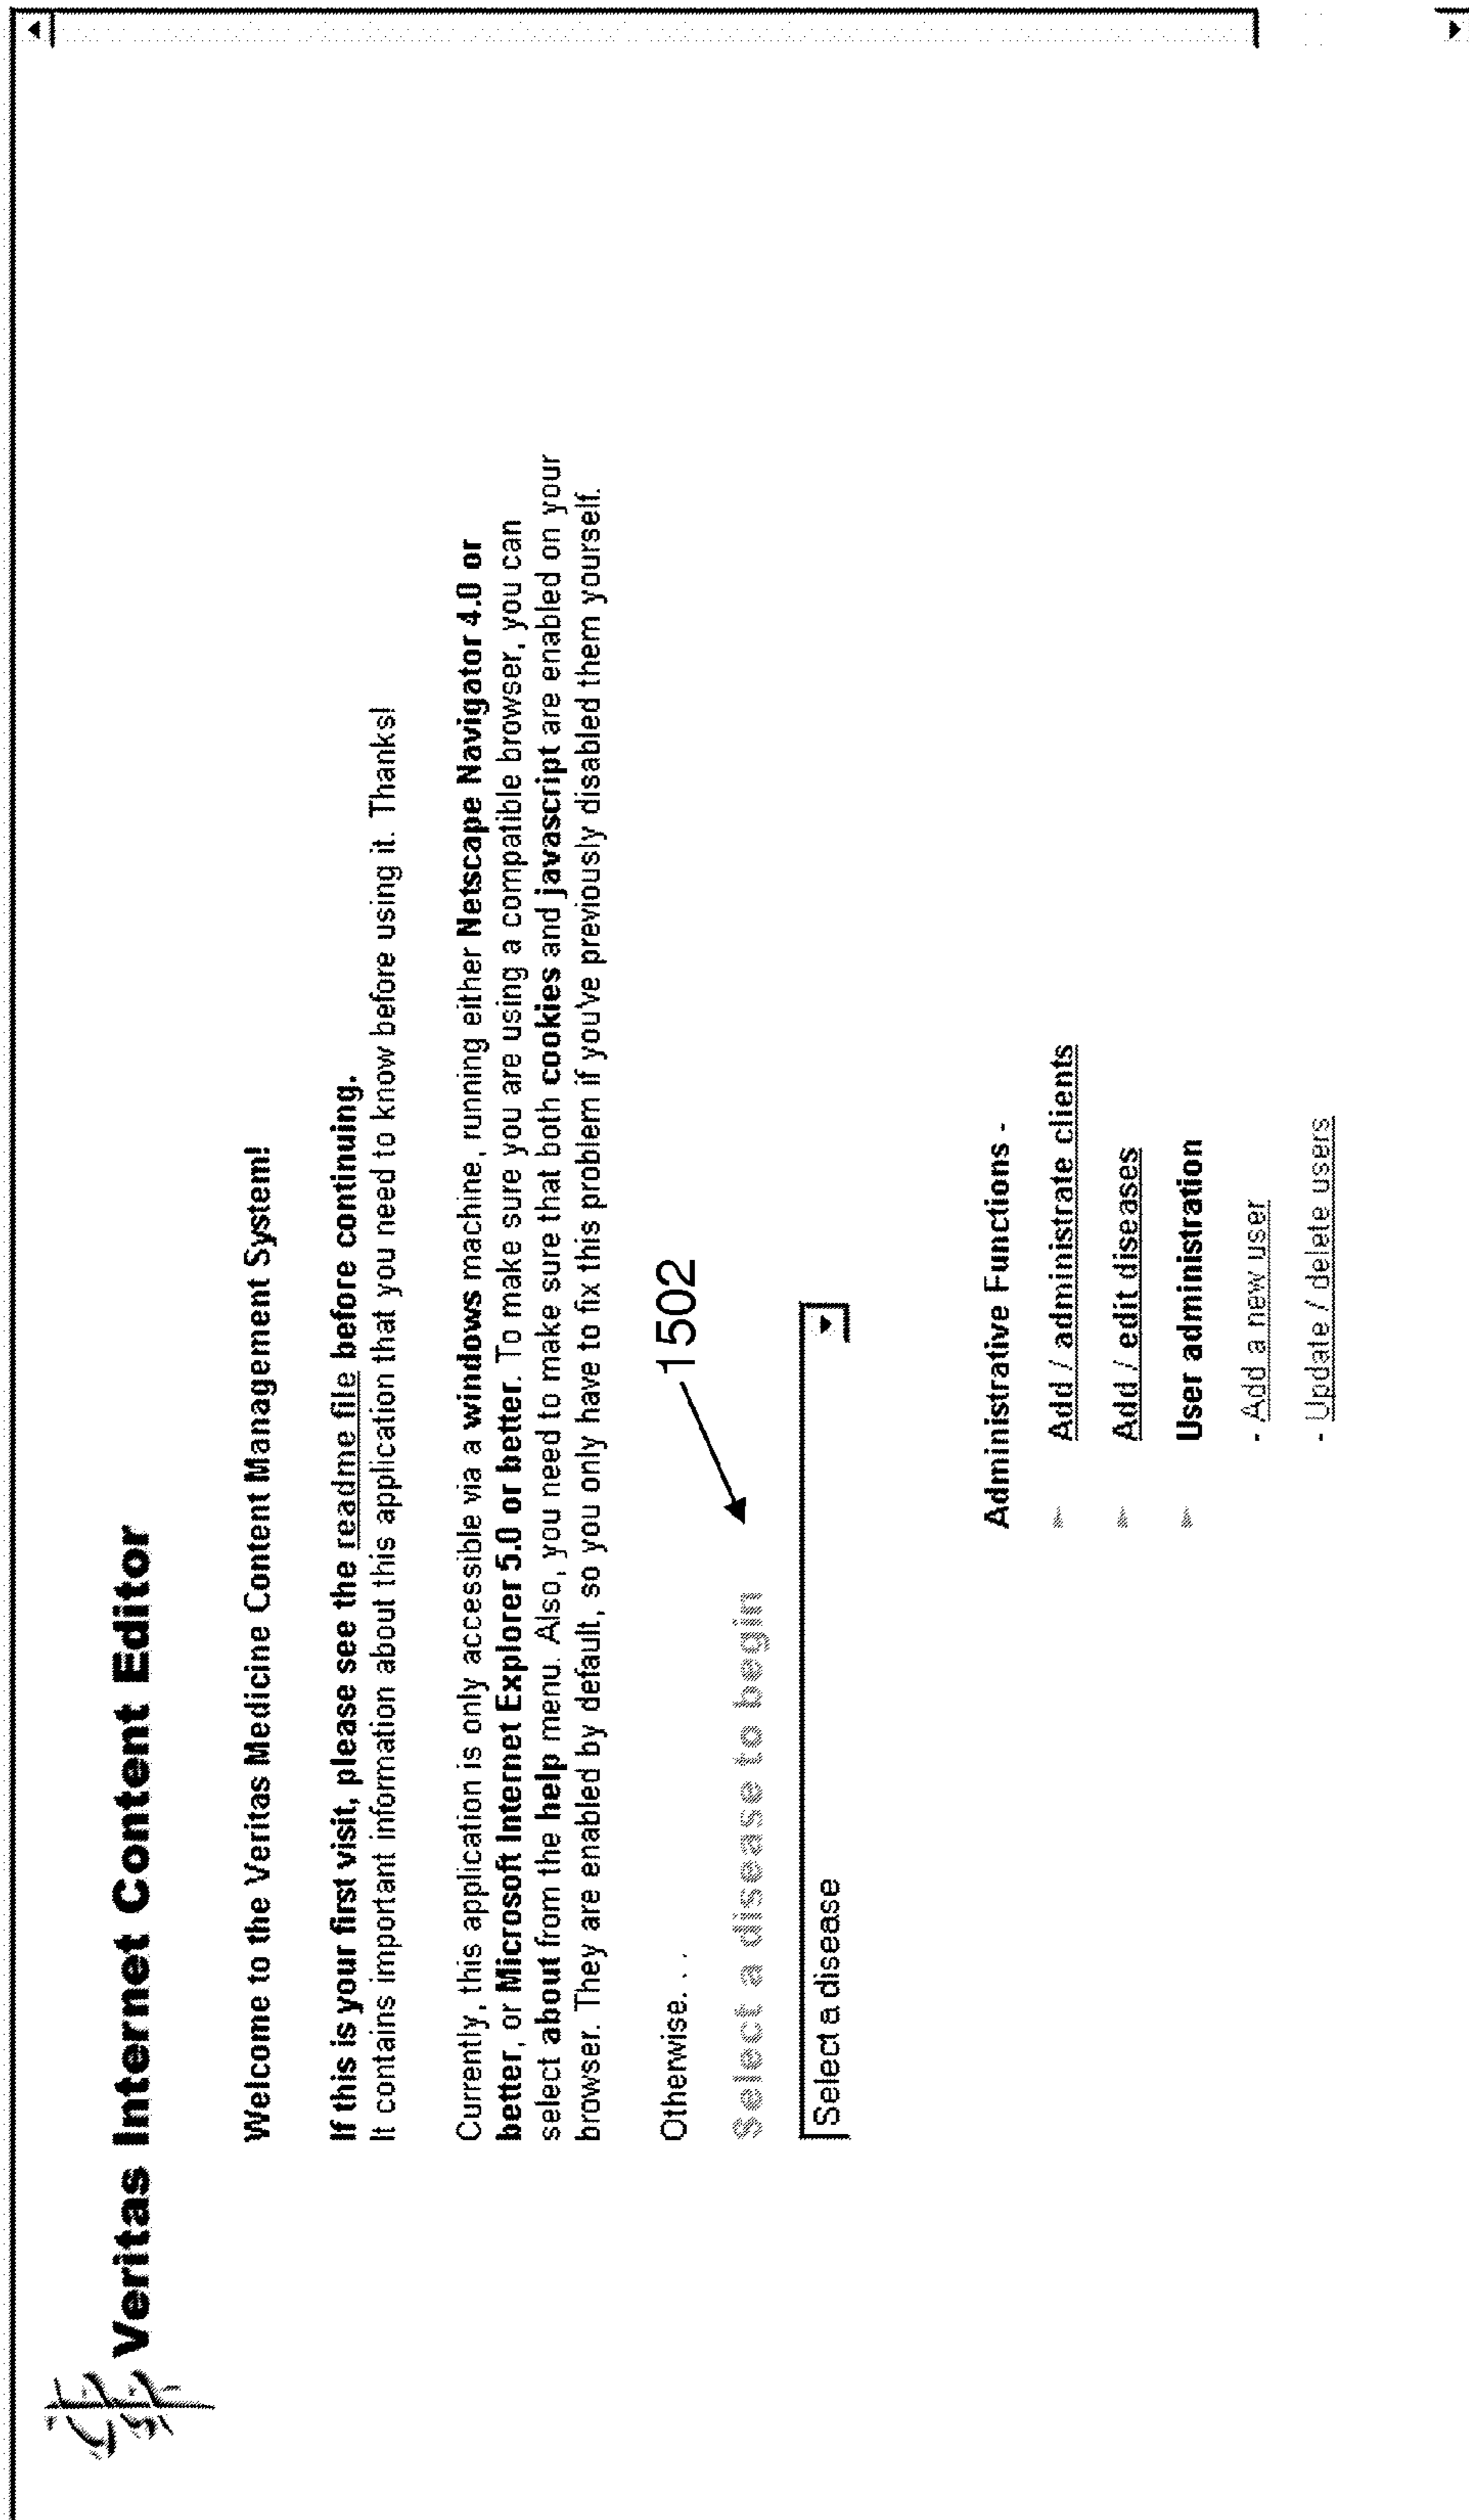 Veritas Internet Content Editor
Welcome to the Veritas Medicine Content Management System!
If this is your first visit, please see the readme file before continuing.
It contains important information about this application that you need to know before using it. Thanks!
Currently, this application is only accessible via a windows machine, running either Netscape Navigator 4.0 or
better, or Microsoft Internet Explorer 5.0 or better. To make sure you are using a compatible browser, you can
select about from the help menu. Also, you need to make sure that both cookies and javascript are enabled on your
browser. They are enabled by default, so you only have to fix this problem if you've previously disabled them yourself.
Otherwise. . .
1502
Select a disease to begin
Select a disease
Administrative Functions -
Add / administrate clients
Add / edit diseases
User administration
- Add a new user
- Update / delete users